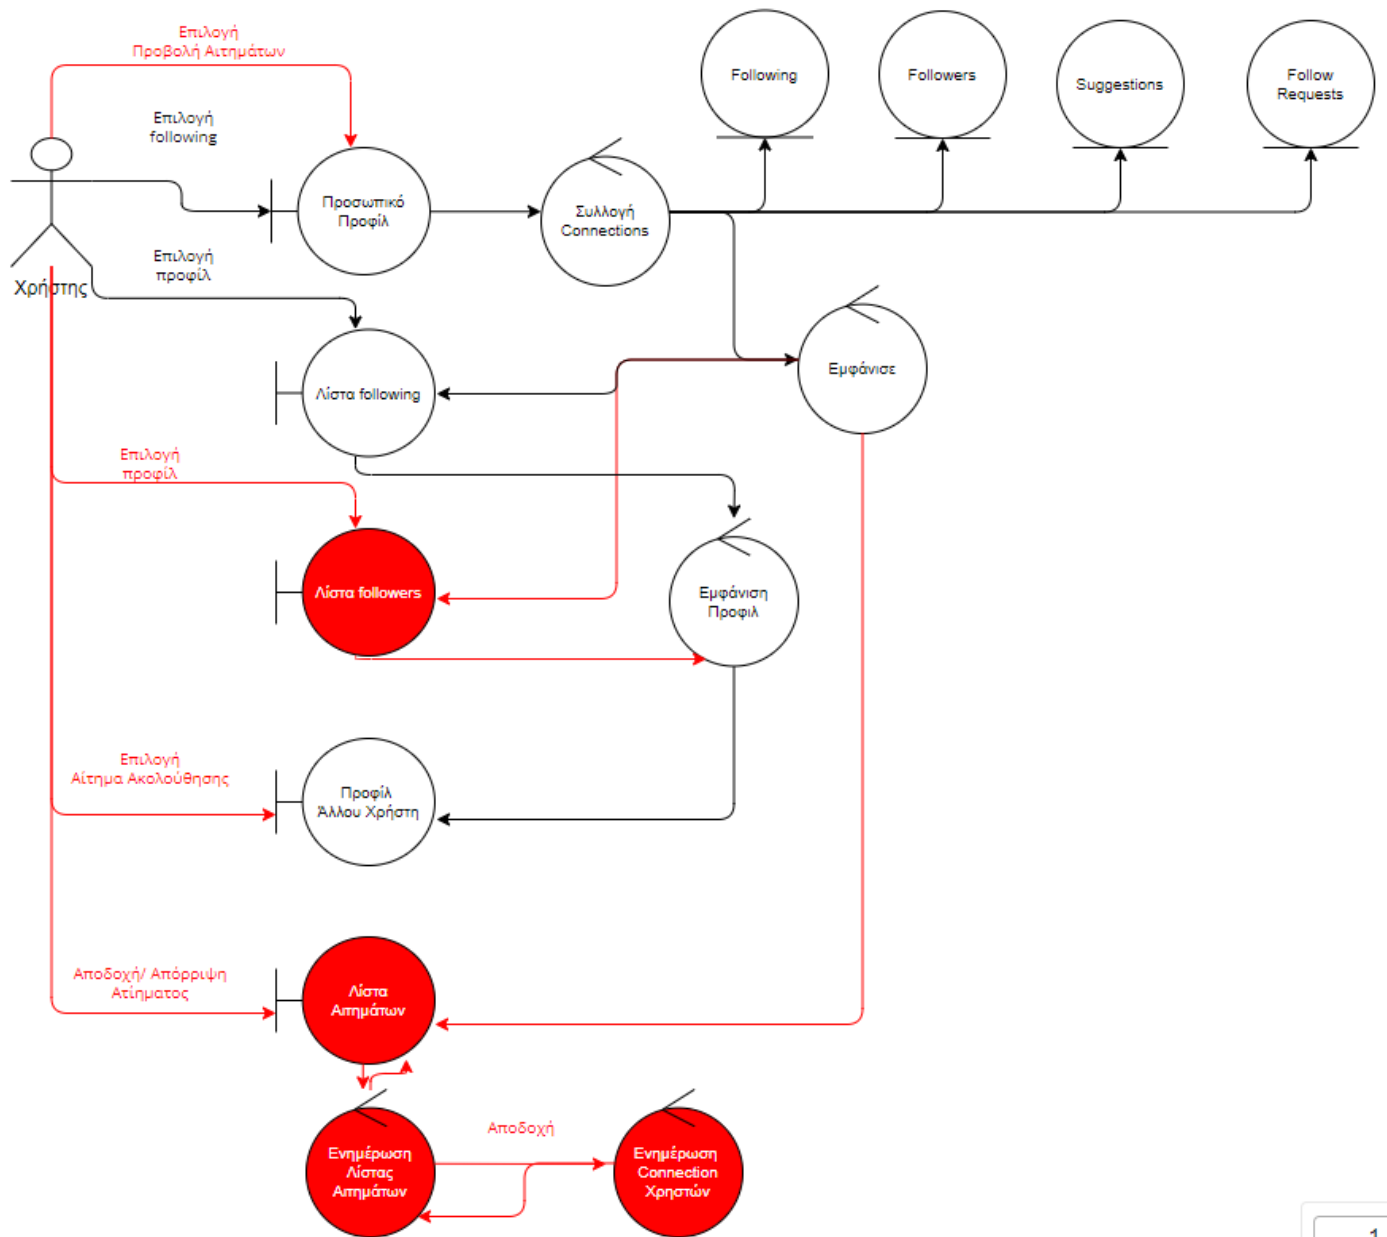 Επιλογή
Προβολή Αιτημάτων
Following
Followers
Suggestions
Follow
Requests
Επιλογή
following
Προσωπικό
Προφίλ
Συλλογή
Connections
Επιλογή
προφίλ
Χρήστης
Λίστα following
Εμφάνισε
Επιλογή
προφίλ
Λίστα followers
Εμφάνιση
Προφιλ
Επιλογή
Αίτημα Ακολούθησης
Προφίλ
Άλλου Χρήστη
Αποδοχή/ Απόρριψη
Ατίηματος
Λίστα
Αιτημάτων
Αποδοχή
Ενημέρωση
Λίστας
Αιτημάτων
Ενημέρωση
Connection
Χρηστών
1